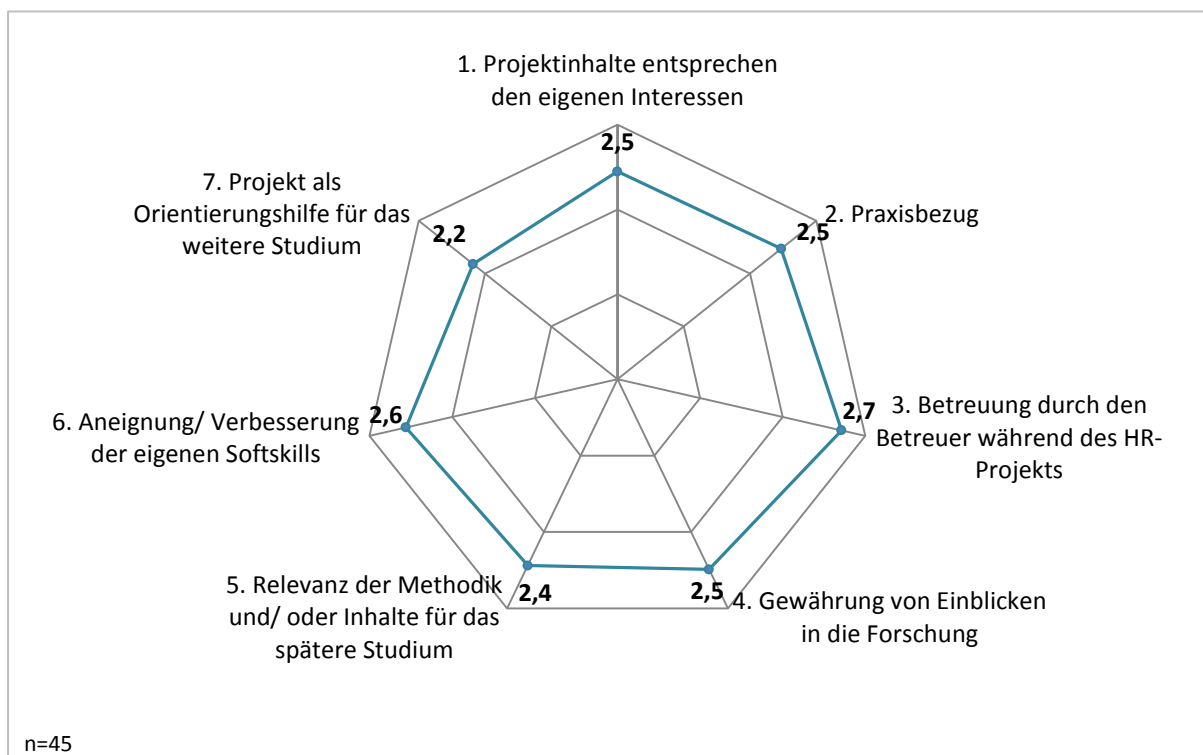 1. Projektinhalte entsprechen
den eigenen Interessen
2,5
7. Projekt als
Orientierungshilfe für das
weitere Studium
2,2
2. Praxisbezug
2,5
6. Aneignung/ Verbesserung
der eigenen Softskills
2,6
2,7
3. Betreuung durch den
Betreuer während des HR-
Projekts
5. Relevanz der Methodik
und/ oder Inhalte für das
spätere Studium
2,4
2,5
4. Gewährung von Einblicken
in die Forschung
n=45